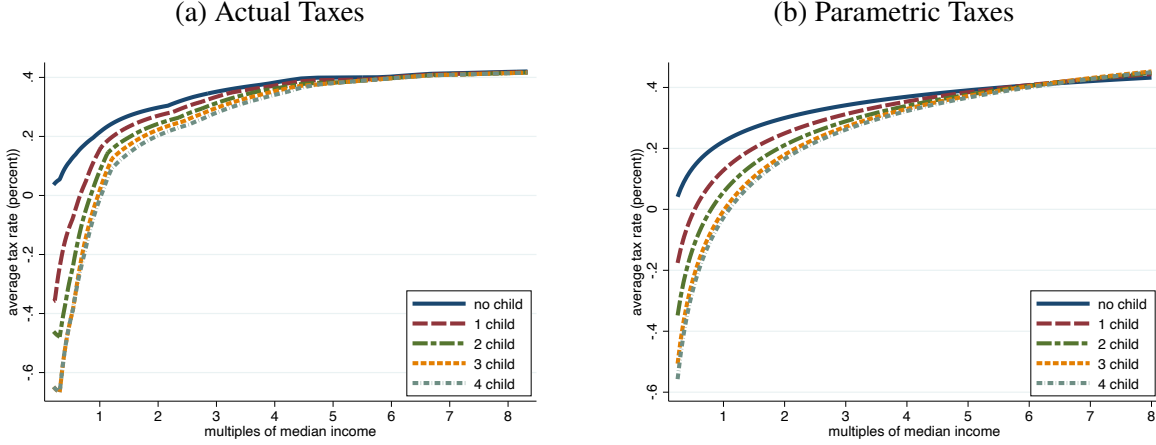 (a) Actual Taxes
average tax rate (percent))
.4
.2
0
-.2
-.4
-.6
1 2 3 4 5 6 7 8
multiples of median income
no child
1 child
2 child
3 child
4 child
(b) Parametric Taxes
average tax rate (percent))
.4
.2
0
-.2
-.4
-.6
1 2 3 4 5 6 7 8
multiples of median income
no child
1 child
2 child
3 child
4 child